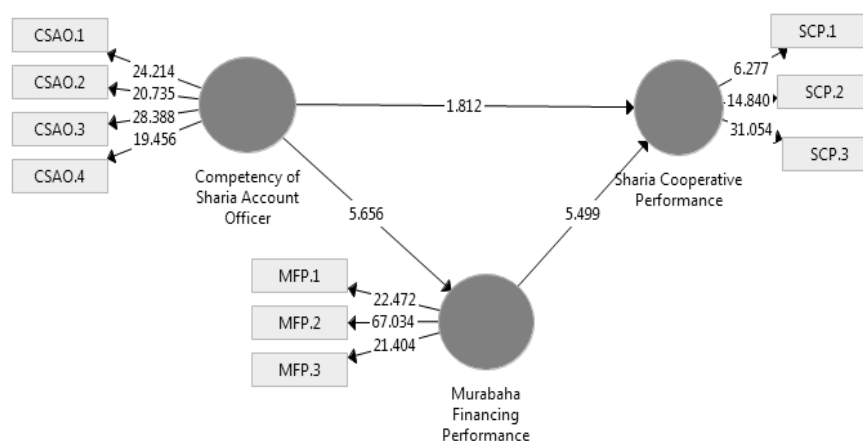 CSAO.1
24.214
CSAO.2
20.735
CSAO.3
28.388
CSAO.4
19.456
Competency of
Sharia Account
Officer
1.812
SCP.1
6.277
SCP.2
14.840
SCP.3
31.054
Sharia Cooperative
Performance
5.656
5.499
MFP.1
22.472
MFP.2
67.034
MFP.3
21.404
Murabaha
Financing
Performance